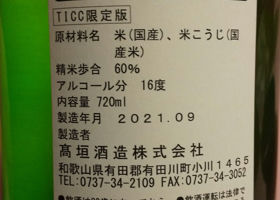 TICC限定版
原材料名 米(国産)、米こうじ(国
産米)
精米歩合 60%
アルコール分 16度
内容量 720ml
製造年月 2021.09
製造者
髙垣酒造株式会社
和歌山県有田郡有田川町小川1465
TEL:0737-34-2109 FAX:0737-34-3052